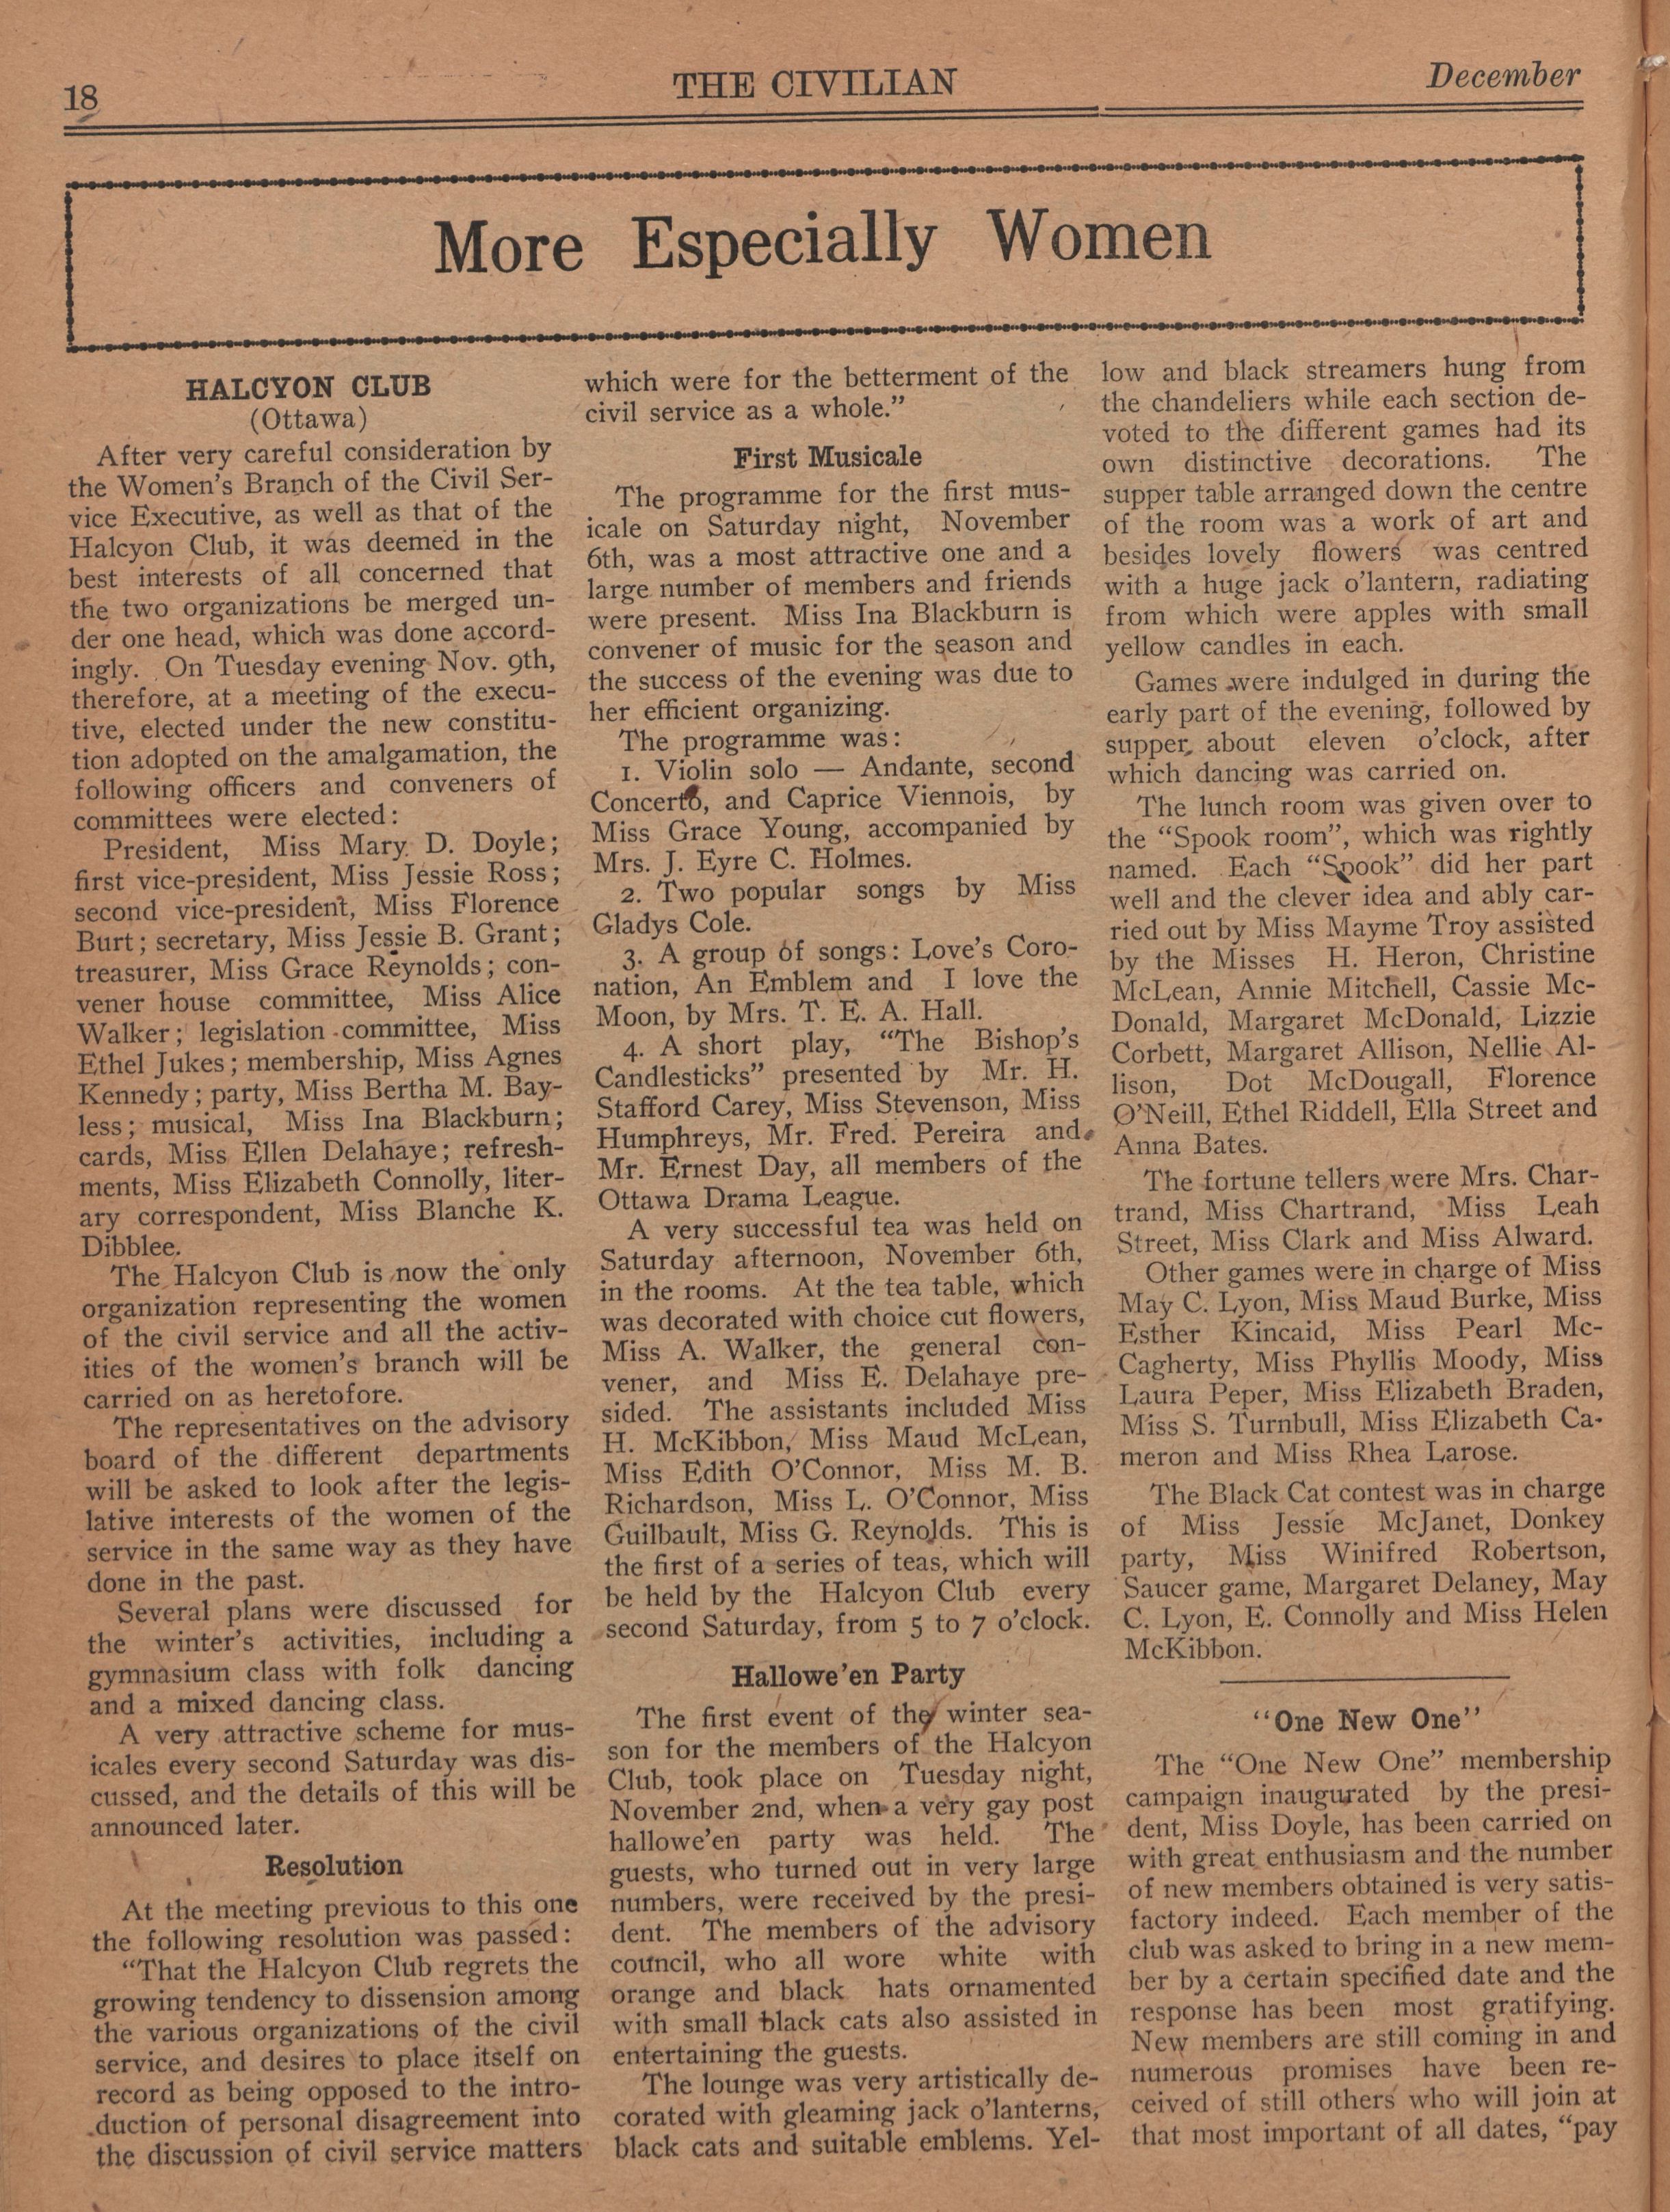 18
THE CIVILIAN
December
More Especially Women
HALCYON CLUB
(Ottawa)
After very careful consideration by
the Women's Branch of the Civil Ser-
vice Executive, as well as that of the
Halcyon Club, it was deemed in the
best interests of all concerned that
the two organizations be merged un-
der one head, which was done accord-
ingly. On Tuesday evening Nov. 9th,
therefore, at a meeting of the execu-
tive, elected under the new constitu-
tion adopted on the amalgamation, the
following officers and conveners of
committees were elected:
President, Miss Mary D. Doyle;
first vice-president, Miss Jessie Ross;
second vice-president, Miss Florence
Burt; secretary, Miss Jessie B. Grant;
treasurer, Miss Grace Reynolds; con-
vener house committee, Miss Alice
Walker; legislation committee, Miss
Ethel Jukes; membership, Miss Agnes
Kennedy; party, Miss Bertha M. Bay-
less; musical, Miss Ina Blackburn;
cards, Miss Ellen Delahaye; refresh-
ments, Miss Elizabeth Connolly, liter-
ary correspondent, Miss Blanche K.
Dibblee.
The Halcyon Club is now the only
organization representing the women
of the civil service and all the activ-
ities of the women's branch will be
carried on as heretofore.
The representatives on the advisory
board of the different departments
will be asked to look after the legis-
lative interests of the women of the
service in the same way as they have
done in the past.
Several plans were discussed for
the winter's activities, including a
gymnasium class with folk dancing
and a mixed dancing class.
A very attractive scheme for mus-
icales every second Saturday was dis-
cussed, and the details of this will be
announced later.
Resolution
At the meeting previous to this one
the following resolution was passed:
"That the Halcyon Club regrets the
growing tendency to dissension among
the various organizations of the civil
service, and desires to place itself on
record as being opposed to the intro-
duction of personal disagreement into
the discussion of civil service matters
which were for the betterment of the
civil service as a whole."
First Musicale
The programme for the first mus-
icale on Saturday night, November
6th, was a most attractive one and a
large number of members and friends
were present. Miss Ina Blackburn is
convener of music for the season and
the success of the evening was due to
her efficient organizing.
The programme was:
1. Violin solo — Andante, second
Concerto, and Caprice Viennois, by
Miss Grace Young, accompanied by
Mrs. J. Eyre C. Holmes.
2. Two popular songs by Miss
Gladys Cole.
3. A group of songs: Love's Coro-
nation, An Emblem and I love the
Moon, by Mrs. T. E. A. Hall.
4. A short play, "The Bishop's
Candlesticks" presented by Mr. H.
Stafford Carey, Miss Stevenson, Miss
Humphreys, Mr. Fred. Pereira and
Mr. Ernest Day, all members of the
Ottawa Drama League.
A very successful tea was held on
Saturday afternoon, November 6th,
in the rooms. At the tea table, which
was decorated with choice cut flowers,
Miss A. Walker, the general con-
vener, and Miss E. Delahaye pre-
sided. The assistants included Miss
H. McKibbon, Miss Maud McLean,
Miss Edith O'Connor, Miss M. B.
Richardson, Miss L. O'Connor, Miss
Guilbault, Miss G. Reynolds. This is
the first of a series of teas, which will
be held by the Halcyon Club every
second Saturday, from 5 to 7 o'clock.
Hallowe'en Party
The first event of the winter sea-
son for the members of the Halcyon
Club, took place on Tuesday night,
November 2nd, when a very gay post
hallowe'en party was held. The
guests, who turned out in very large
numbers, were received by the presi-
dent. The members of the advisory
council, who all wore white with
orange and black hats ornamented
with small black cats also assisted in
entertaining the guests.
The lounge was very artistically de-
corated with gleaming jack o'lanterns,
black cats and suitable emblems. Yel-
low and black streamers hung from
the chandeliers while each section de-
voted to the different games had its
own distinctive decorations. The
supper table arranged down the centre
of the room was a work of art and
besides lovely flowers was centred
with a huge jack o'lantern, radiating
from which were apples with small
yellow candles in each.
Games were indulged in during the
early part of the evening, followed by
supper about eleven o'clock, after
which dancing was carried on.
The lunch room was given over to
the "Spook room", which was rightly
named. Each "Spook" did her part
well and the clever idea and ably car-
ried out by Miss Mayme Troy assisted
by the Misses H. Heron, Christine
McLean, Annie Mitchell, Cassie Mc-
Donald, Margaret McDonald, Lizzie
Corbett, Margaret Allison, Nellie Al-
lison, Dot McDougall, Florence
O'Neill, Ethel Riddell, Ella Street and
Anna Bates.
The fortune tellers were Mrs. Char-
trand, Miss Chartrand, Miss Leah
Street, Miss Clark and Miss Alward.
Other games were in charge of Miss
May C. Lyon, Miss Maud Burke, Miss
Esther Kincaid, Miss Pearl Mc-
Cagherty, Miss Phyllis Moody, Miss
Laura Peper, Miss Elizabeth Braden,
Miss S. Turnbull, Miss Elizabeth Ca-
meron and Miss Rhea Larose.
The Black Cat contest was in charge
of Miss Jessie McJanet, Donkey
party, Miss Winifred Robertson,
Saucer game, Margaret Delaney, May
C. Lyon, E. Connolly and Miss Helen
McKibbon.
"One New One"
The "One New One" membership
campaign inaugurated by the presi-
dent, Miss Doyle, has been carried on
with great enthusiasm and the number
of new members obtained is very satis-
factory indeed. Each member of the
club was asked to bring in a new mem-
ber by a certain specified date and the
response has been most gratifying.
New members are still coming in and
numerous promises have been re-
ceived of still others who will join at
that most important of all dates, "pay